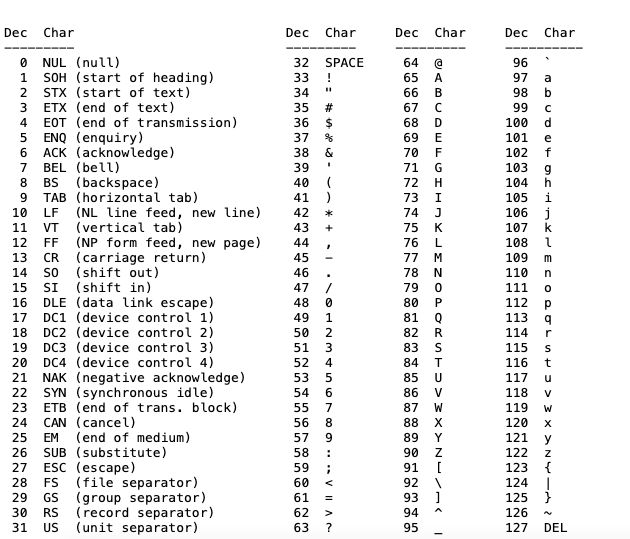 Dec  Char                           Dec  Char     Dec  Char     Dec  Char
---------                           ---------     ---------     ----------
  0  NUL (null)                      32  SPACE     64  @         96  `
  1  SOH (start of heading)          33  !         65  A         97  a
  2  STX (start of text)             34  "         66  B         98  b
  3  ETX (end of text)               35  #         67  C         99  c
  4  EOT (end of transmission)       36  $         68  D        100  d
  5  ENQ (enquiry)                   37  %         69  E        101  e
  6  ACK (acknowledge)               38  &         70  F        102  f
  7  BEL (bell)                      39  '         71  G        103  g
  8  BS  (backspace)                 40  (         72  H        104  h
  9  TAB (horizontal tab)            41  )         73  I        105  i
 10  LF  (NL line feed, new line)    42  *         74  J        106  j
 11  VT  (vertical tab)              43  +         75  K        107  k
 12  FF  (NP form feed, new page)    44  ,         76  L        108  l
 13  CR  (carriage return)           45  -         77  M        109  m
 14  SO  (shift out)                 46  .         78  N        110  n
 15  SI  (shift in)                  47  /         79  O        111  o
 16  DLE (data link escape)          48  0         80  P        112  p
 17  DC1 (device control 1)          49  1         81  Q        113  q
 18  DC2 (device control 2)          50  2         82  R        114  r
 19  DC3 (device control 3)          51  3         83  S        115  s
 20  DC4 (device control 4)          52  4         84  T        116  t
 21  NAK (negative acknowledge)      53  5         85  U        117  u
 22  SYN (synchronous idle)          54  6         86  V        118  v
 23  ETB (end of trans. block)       55  7         87  W        119  w
 24  CAN (cancel)                    56  8         88  X        120  x
 25  EM  (end of medium)             57  9         89  Y        121  y
 26  SUB (substitute)                58  :         90  Z        122  z
 27  ESC (escape)                    59  ;         91  [        123  {
 28  FS  (file separator)            60  <         92  \        124  |
 29  GS  (group separator)           61  =         93  ]        125  }
 30  RS  (record separator)          62  >         94  ^        126  ~
 31  US  (unit separator)            63  ?         95  _        127  DEL